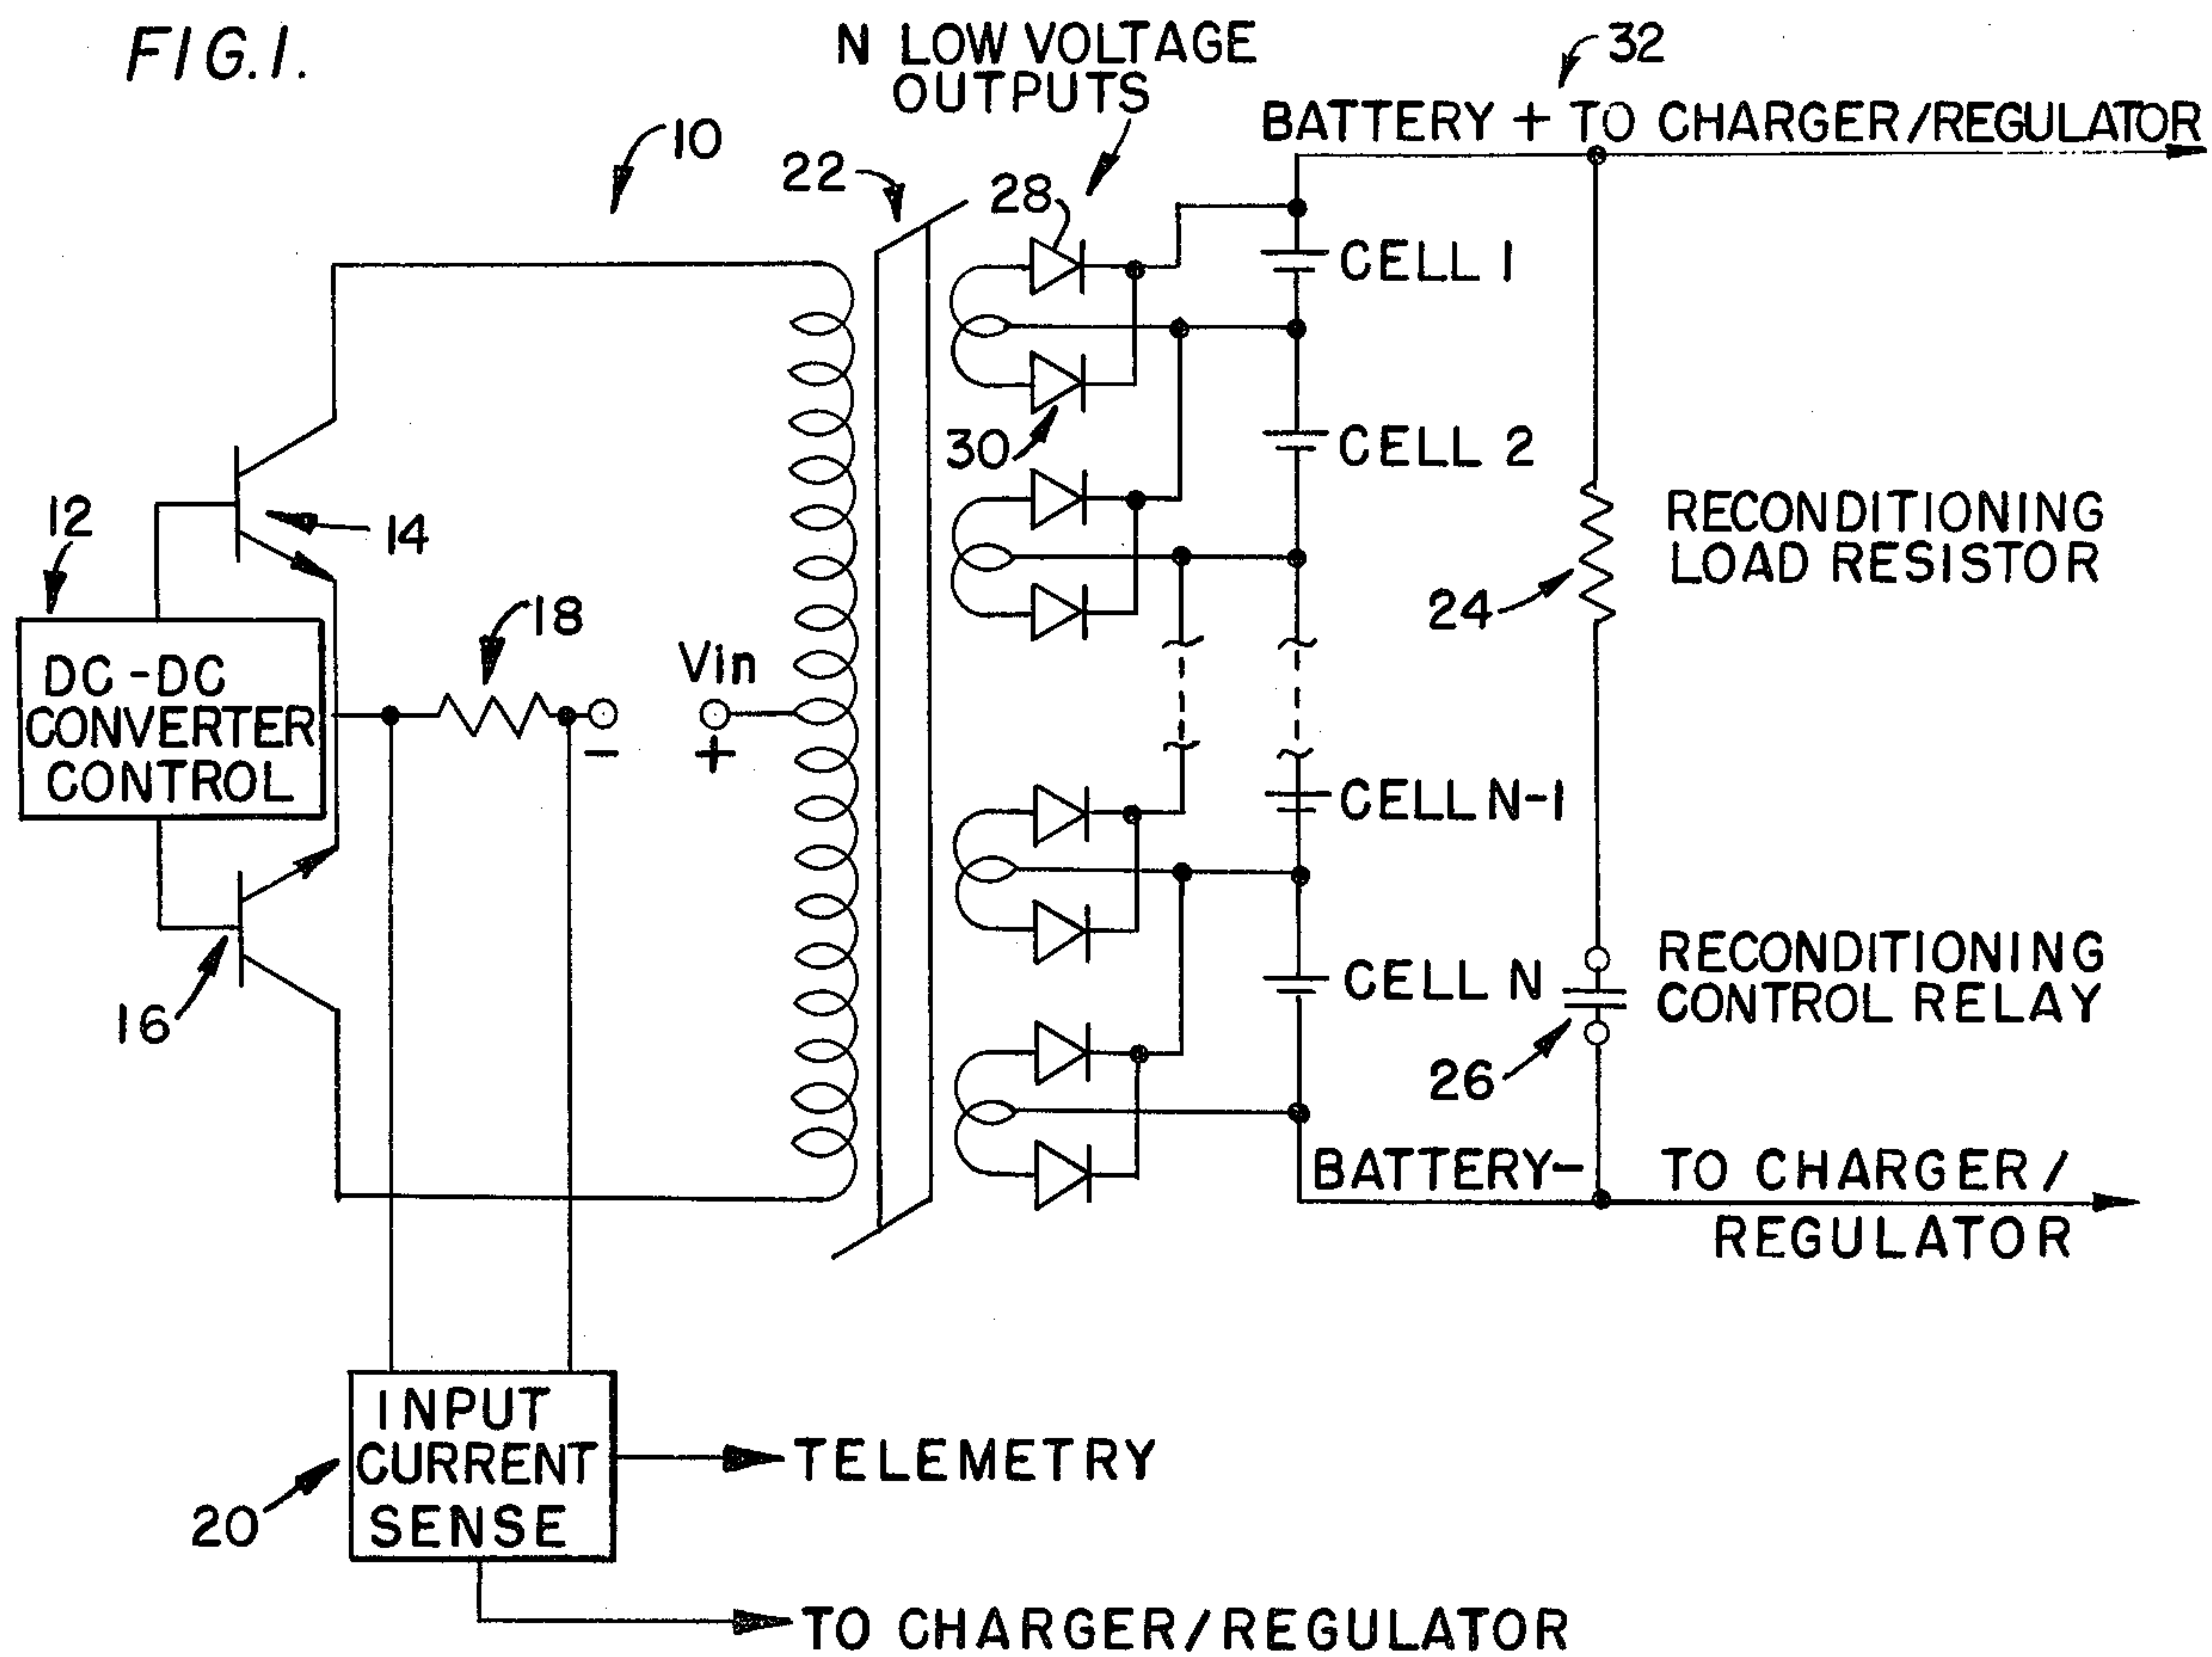 FIG.1.
N LOW VOLTAGE
OUTPUTS
32
BATTERY + TO CHARGER/REGULATOR
10
22
28
CELL 1
30
CELL 2
12
14
RECONDITIONING
LOAD RESISTOR
24
18
Vin
DC-DC
CONVERTER
CONTROL
-
+
CELL N-1
16
CELL N
RECONDITIONING
CONTROL RELAY
26
BATTERY- TO CHARGER/
REGULATOR
INPUT
CURRENT
SENSE
20
TELEMETRY
TO CHARGER/REGULATOR